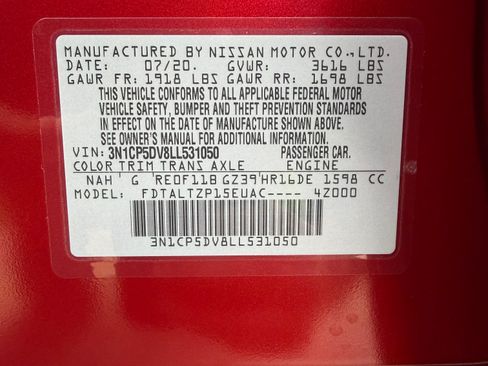 MANUFACTURED BY NISSAN MOTOR CO.,LTD.
DATE: 07/20. GVWR: 3616 LBS
GAWR FR: 1918 LBS GAWR RR: 1698 LBS
THIS VEHICLE CONFORMS TO ALL APPLICABLE FEDERAL MOTOR
VEHICLE SAFETY, BUMPER AND THEFT PREVENTION STANDARDS
IN EFFECT ON THE DATE OF MANUFACTURE SHOWN ABOVE.
SEE OWNER'S MANUAL FOR ADDITIONAL INFORMATION.
VIN: 3N1CP5DV8LL531050 PASSENGER CAR.
COLOR TRIM TRANS AXLE ENGINE
NAH' G 'RE0F11B GZ39'HR16DE 1598 CC
MODEL: FDTALTZP15EUAC---- 4Z000
3N1CP5DV8LL531050